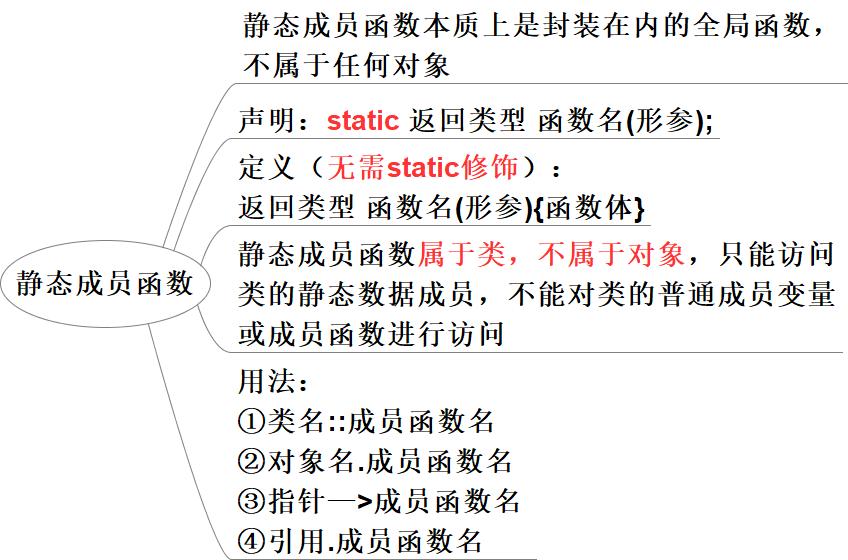 静态成员函数本质上是封装在内的全局函数，
不属于任何对象
声明：static 返回类型 函数名(形参);
定义（无需static修饰）：
返回类型 函数名(形参){函数体}
静态成员函数
静态成员函数属于类，不属于对象，只能访问
类的静态数据成员，不能对类的普通成员变量
或成员函数进行访问
用法：
①类名::成员函数名
②对象名.成员函数名
③指针—>成员函数名
④引用.成员函数名